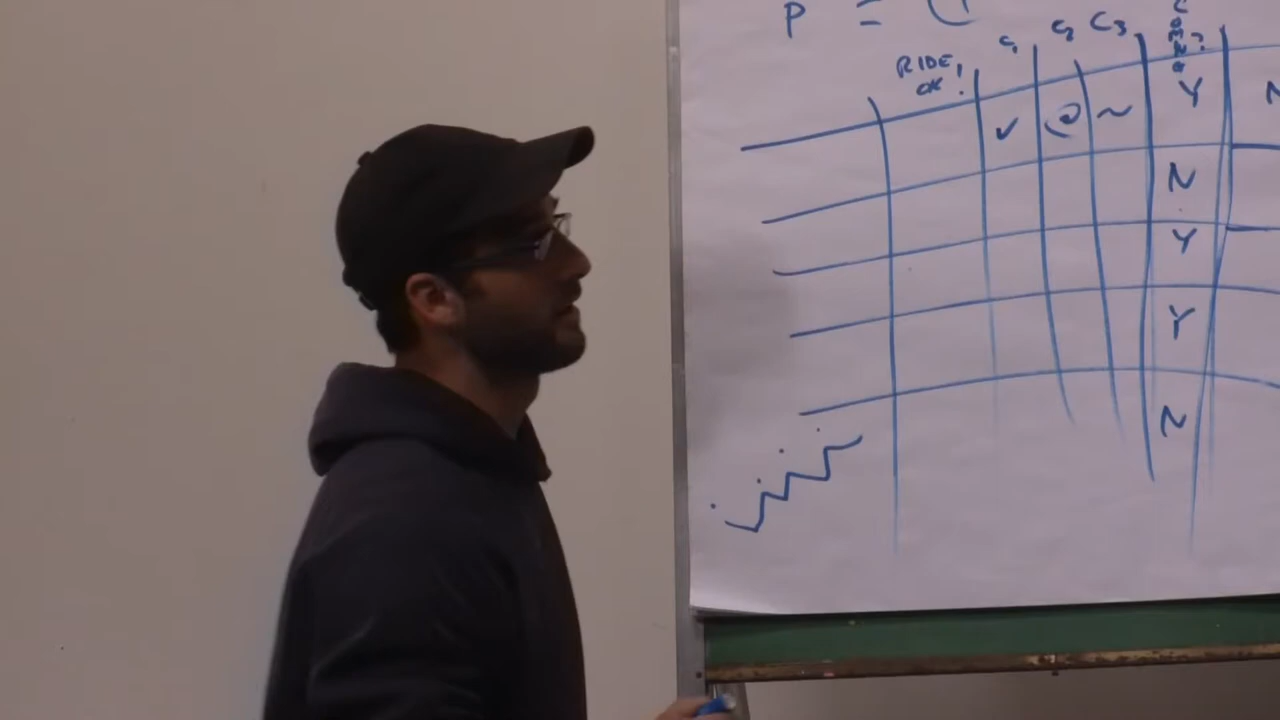 P = (
RIDE! C₁ C₂ C₃
OK!
✓ @ ~ Y N
N
Y
Y
N